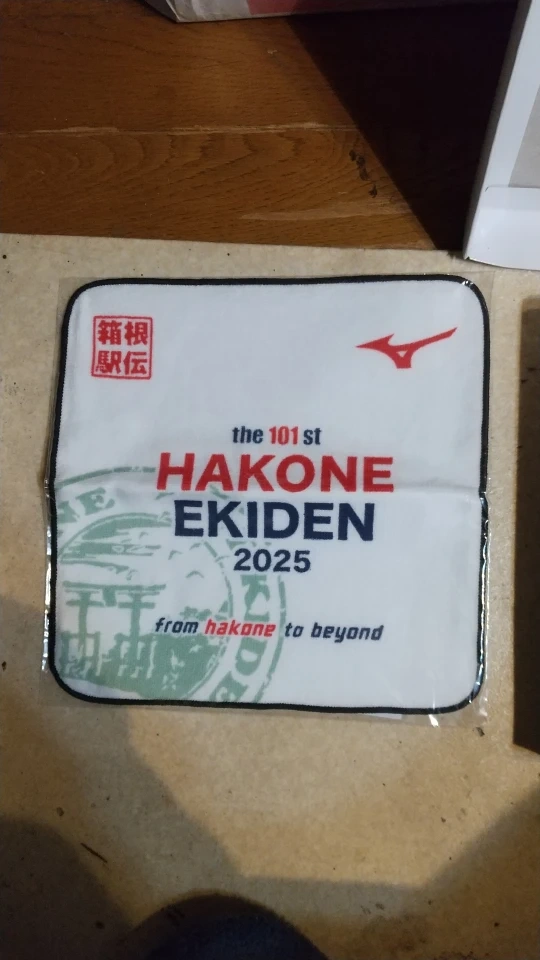 箱根
駅伝
the 101st
HAKONE
EKIDEN
2025
from hakone to beyond